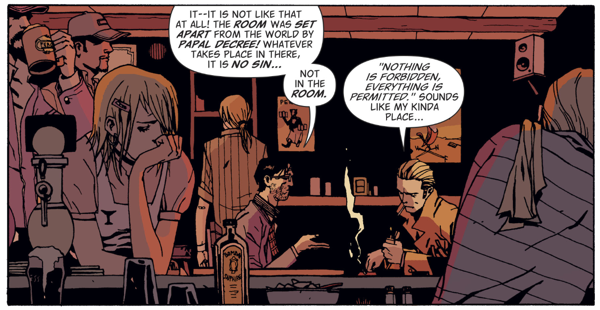 IT--IT IS NOT LIKE THAT
AT ALL! THE ROOM WAS SET
APART FROM THE WORLD BY
PAPAL DECREE! WHATEVER
TAKES PLACE IN THERE,
IT IS NO SIN...
NOT
IN THE
ROOM.
"NOTHING
IS FORBIDDEN,
EVERYTHING IS
PERMITTED." SOUNDS
LIKE MY KINDA
PLACE...